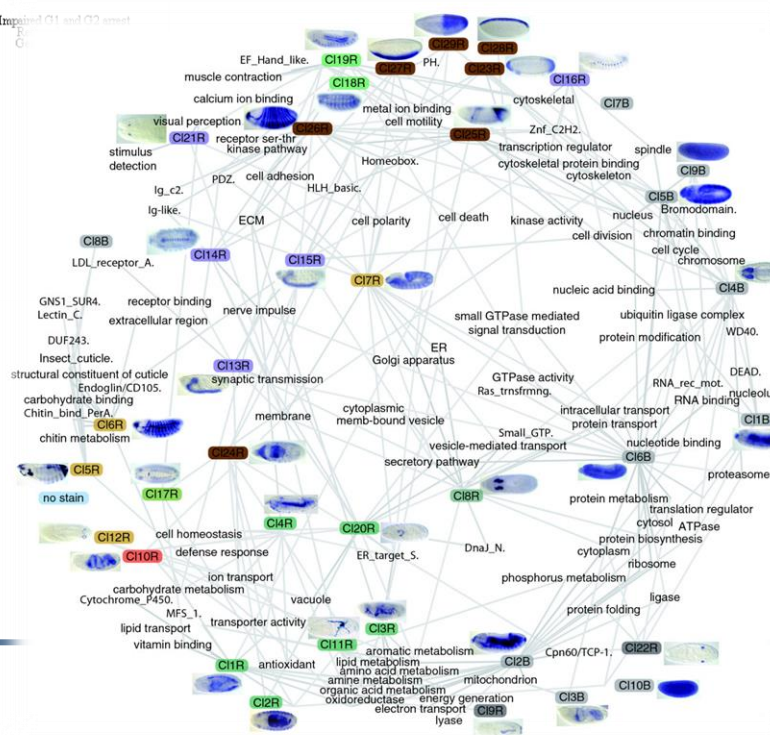 Impaired G1 and G2 arrest
Cl29R
Cl28R
EF_Hand_like.
Cl19R
Cl27R
PH.
Cl23R
muscle contraction
Cl18R
Cl16R
calcium ion binding
metal ion binding
cytoskeletal
Cl7B
visual perception
Cl26R
cell motility
Cl25R
Znf_C2H2.
Cl21R
receptor ser-thr
kinase pathway
transcription regulator
spindle
stimulus
detection
Homeobox.
cytoskeletal protein binding
cytoskeleton
Cl9B
PDZ.
cell adhesion
HLH_basic.
Ig_c2.
Cl5B
Bromodomain.
Ig-like.
ECM
cell polarity
cell death
kinase activity
nucleus
cell division
chromatin binding
Cl8B
cell cycle
LDL_receptor_A.
Cl14R
Cl15R
chromosome
Cl7R
nucleic acid binding
Cl4B
GNS1_SUR4.
Lectin_C.
receptor binding
nerve impulse
extracellular region
small GTPase mediated
signal transduction
ubiquitin ligase complex
WD40.
protein modification
DUF243.
ER
Golgi apparatus
Insect_cuticle.
structural constituent of cuticle
Cl13R
synaptic transmission
GTPase activity
DEAD.
Endoglin/CD105.
Ras_trnsfrmng.
RNA_rec_mot.
nucleolu
carbohydrate binding
RNA binding
Chitin_bind_PerA.
cytoplasmic
memb-bound vesicle
intracellular transport
Cl6R
membrane
protein transport
Cl1B
chitin metabolism
Small_GTP.
nucleotide binding
vesicle-mediated transport
Cl24R
secretory pathway
Cl6B
Cl5R
proteasome
no stain
Cl17R
Cl8R
protein metabolism
translation regulator
Cl4R
Cl20R
cytosol
ATPase
Cl12R
cell homeostasis
protein biosynthesis
Cl10R
defense response
ER_target_S.
DnaJ_N.
cytoplasm
ribosome
ion transport
phosphorus metabolism
carbohydrate metabolism
Cytochrome_P450.
vacuole
ligase
MFS_1.
protein folding
lipid transport
transporter activity
Cl3R
vitamin binding
Cl11R
aromatic metabolism
Cpn60/TCP-1.
Cl22R
Cl1R
antioxidant
lipid metabolism
Cl2B
amino acid metabolism
amine metabolism
mitochondrion
Cl10B
organic acid metabolism
Cl2R
oxidoreductase
energy generation
Cl3B
electron transport
Cl9R
lyase